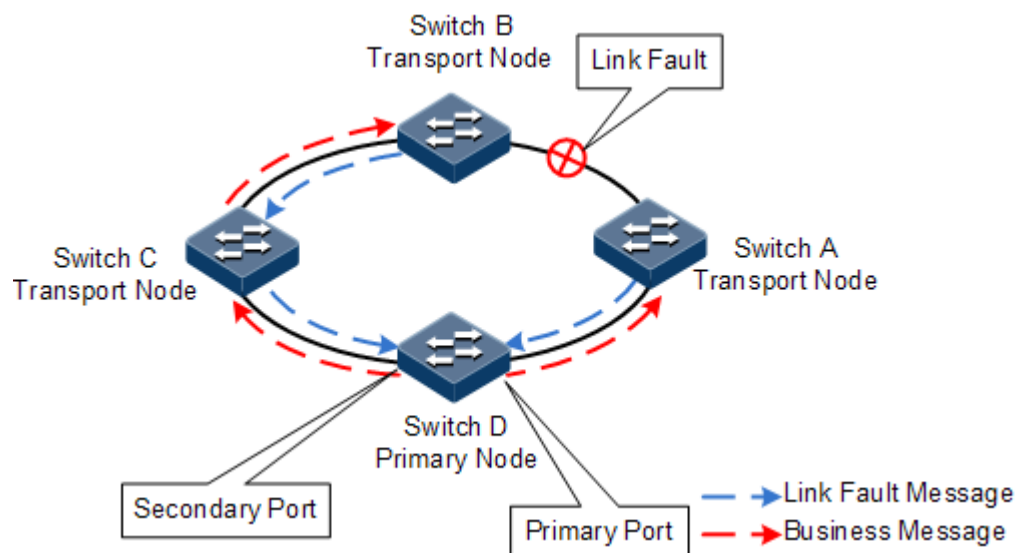 Switch B
Transport Node
Link Fault
Switch C
Transport Node
Switch A
Transport Node
Switch D
Primary Node
Secondary Port
Primary Port
Link Fault Message
Business Message